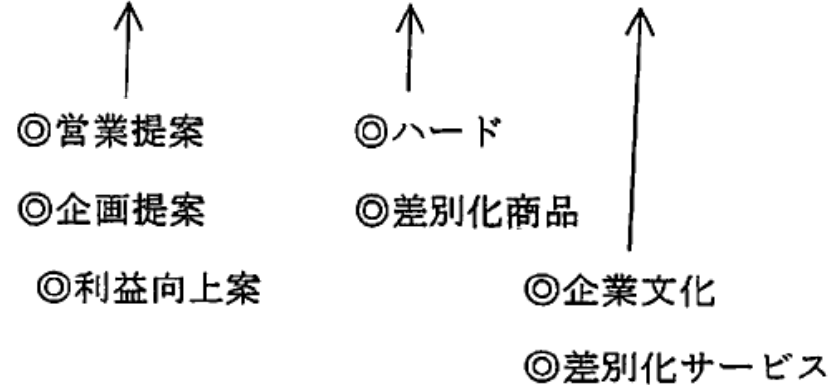 ◎営業提案
◎ハード
◎企画提案
◎差別化商品
◎利益向上案
◎企業文化
◎差別化サービス